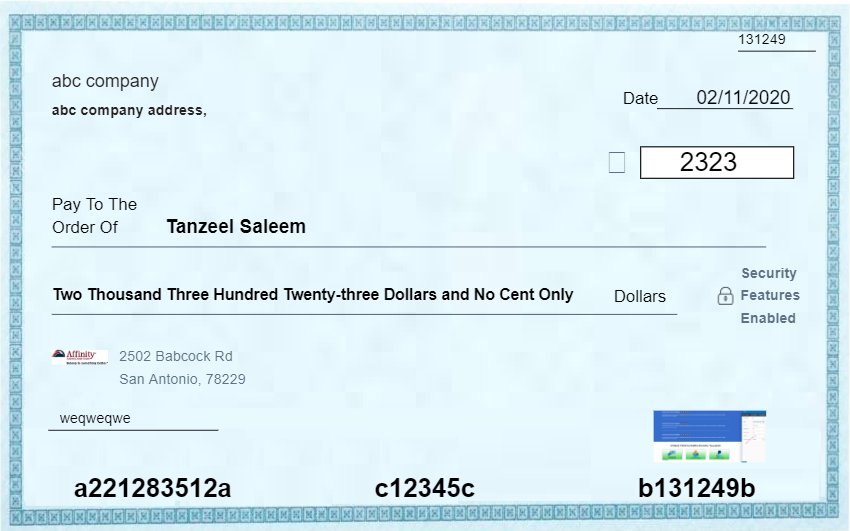 131249
abc company
abc company address,
Date 02/11/2020
2323
Pay To The
Order Of Tanzeel Saleem
Two Thousand Three Hundred Twenty-three Dollars and No Cent Only Dollars
Security
Features
Enabled
Affinity
2502 Babcock Rd
San Antonio, 78229
weqweqwe
a221283512a c12345c b131249b